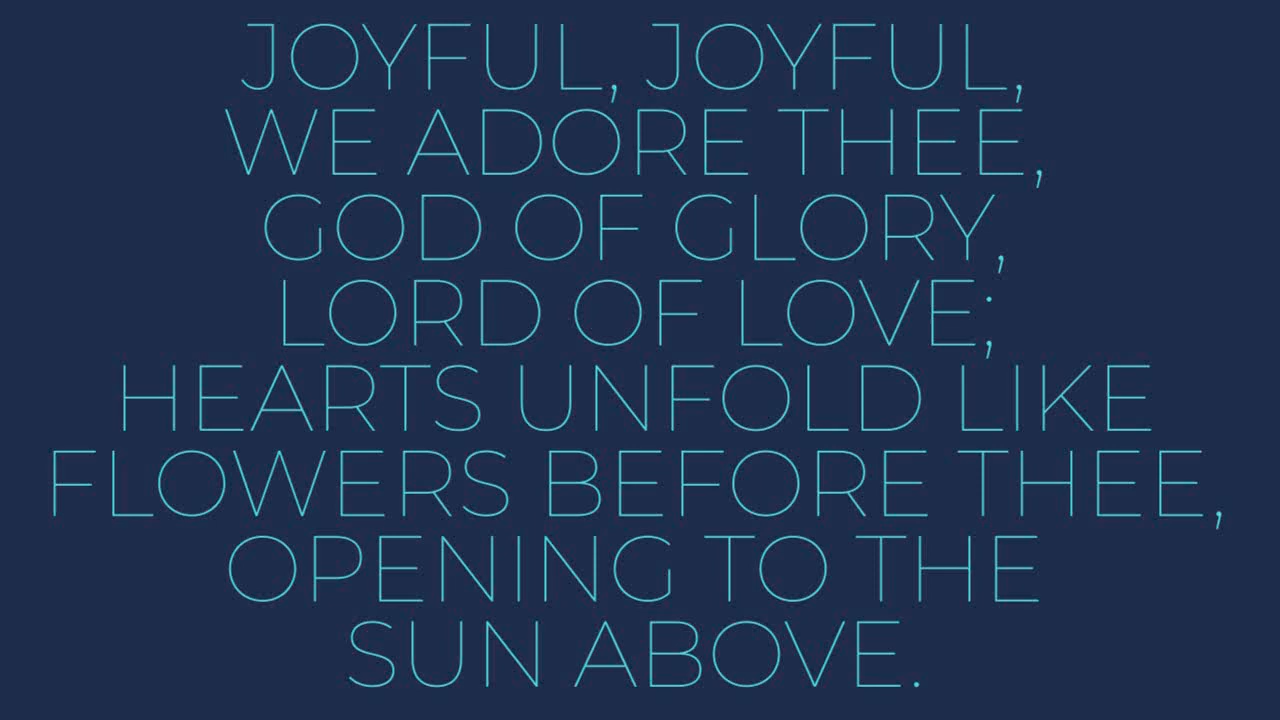 JOYFUL, JOYFUL,
WE ADORE THEE,
GOD OF GLORY,
LORD OF LOVE;
HEARTS UNFOLD LIKE
FLOWERS BEFORE THEE,
OPENING TO THE
SUN ABOVE.